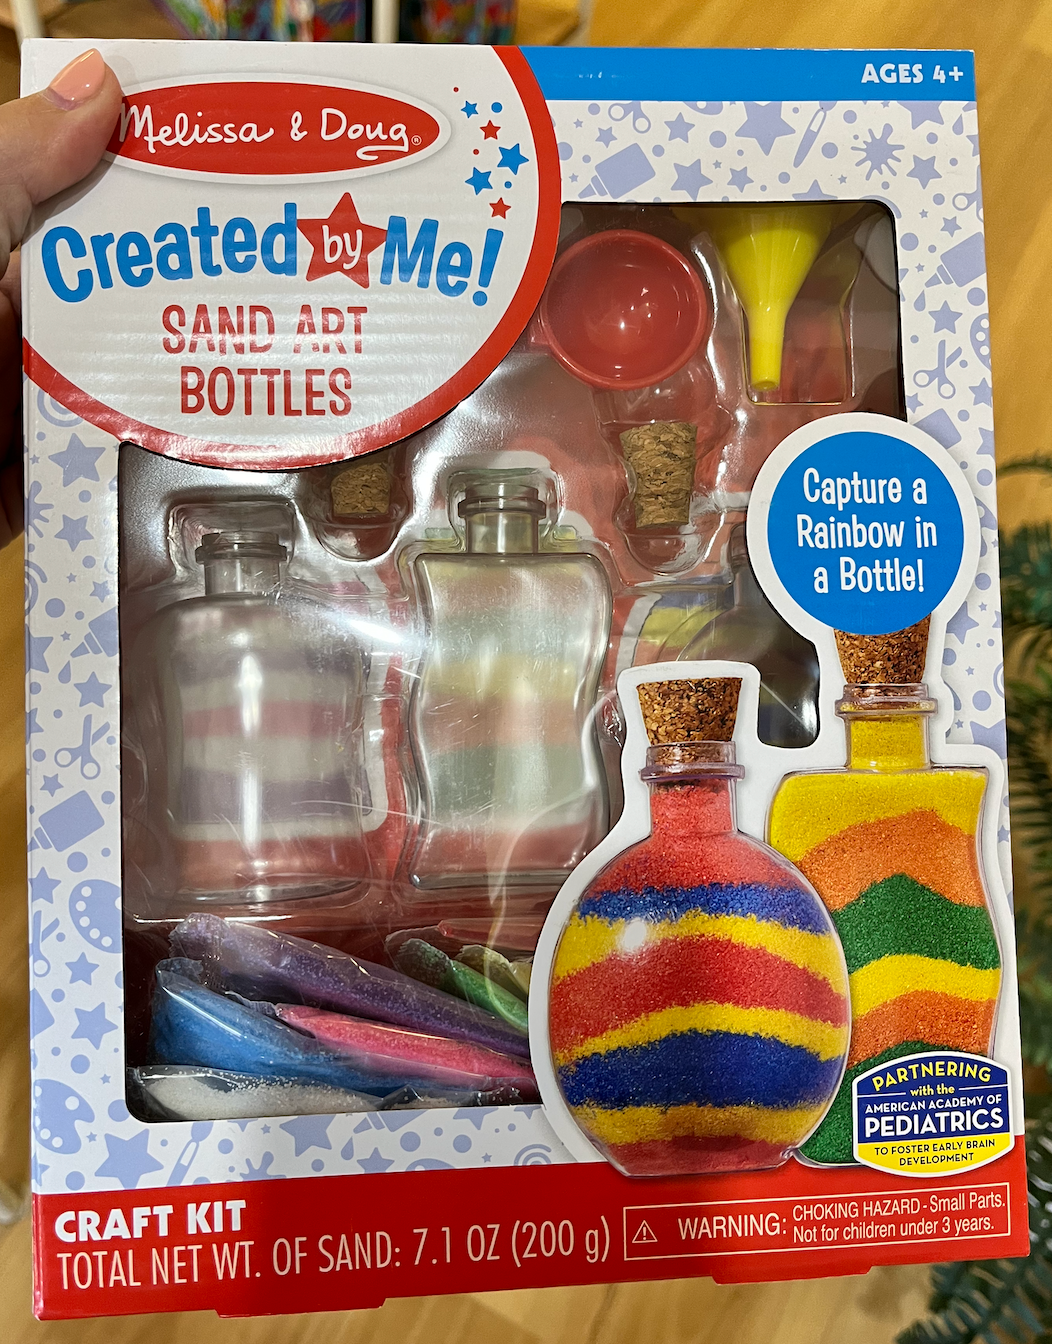 AGES 4+
Melissa & Doug®
Created by Me!
SAND ART
BOTTLES
Capture a
Rainbow in
a Bottle!
PARTNERING
with the
AMERICAN ACADEMY OF
PEDIATRICS
TO FOSTER EARLY BRAIN
DEVELOPMENT
CRAFT KIT
TOTAL NET WT. OF SAND: 7.1 OZ (200 g)
WARNING:
CHOKING HAZARD - Small Parts.
Not for children under 3 years.